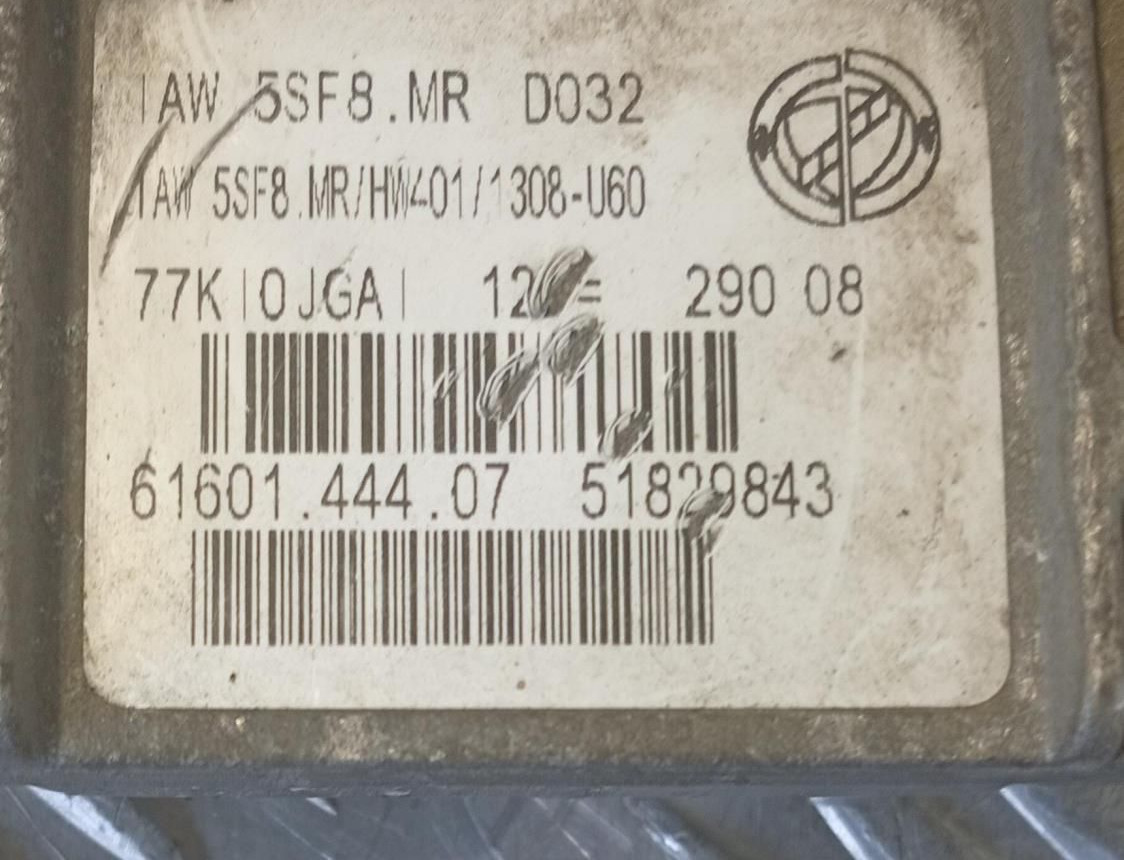 IAW 5SF8.MR D032
IAW 5SF8.MR/HW401/1308-U60
77K|0JGA| 290 08
61601.444.07